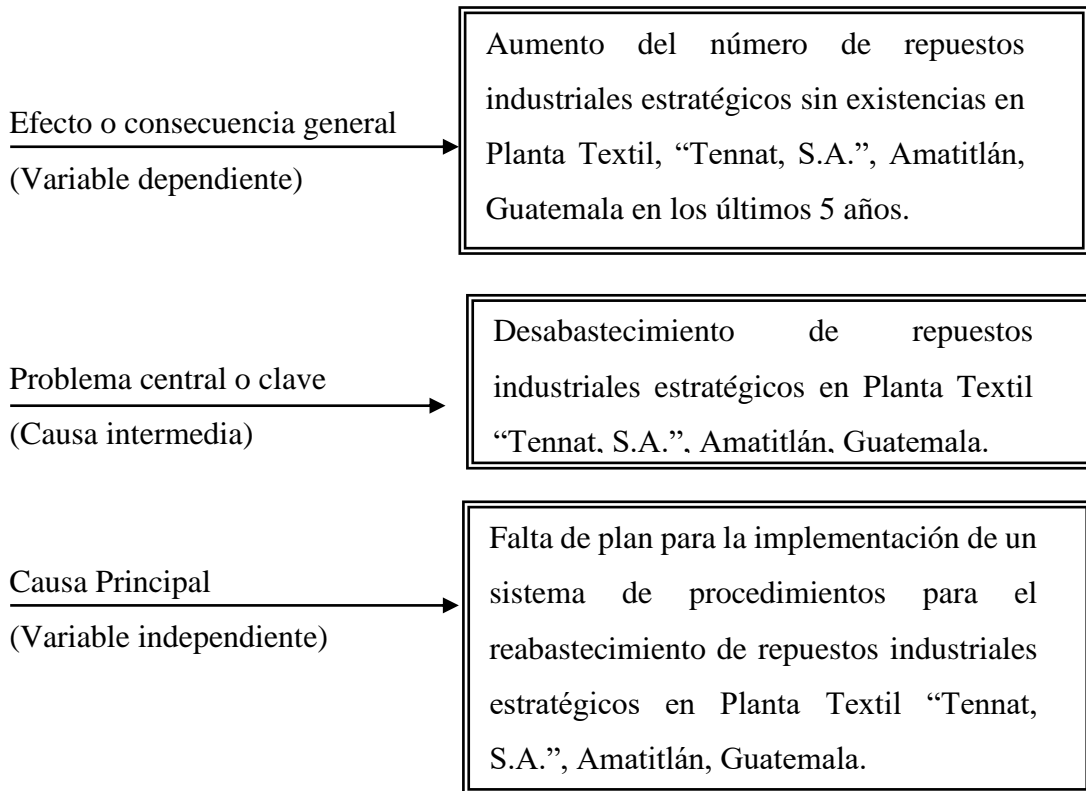 Efecto o consecuencia general
(Variable dependiente)
Aumento del número de repuestos
industriales estratégicos sin existencias en
Planta Textil, “Tennat, S.A.”, Amatitlán,
Guatemala en los últimos 5 años.
Problema central o clave
(Causa intermedia)
Desabastecimiento de repuestos
industriales estratégicos en Planta Textil
“Tennat, S.A.”, Amatitlán, Guatemala.
Causa Principal
(Variable independiente)
Falta de plan para la implementación de un
sistema de procedimientos para el
reabastecimiento de repuestos industriales
estratégicos en Planta Textil “Tennat,
S.A.”, Amatitlán, Guatemala.